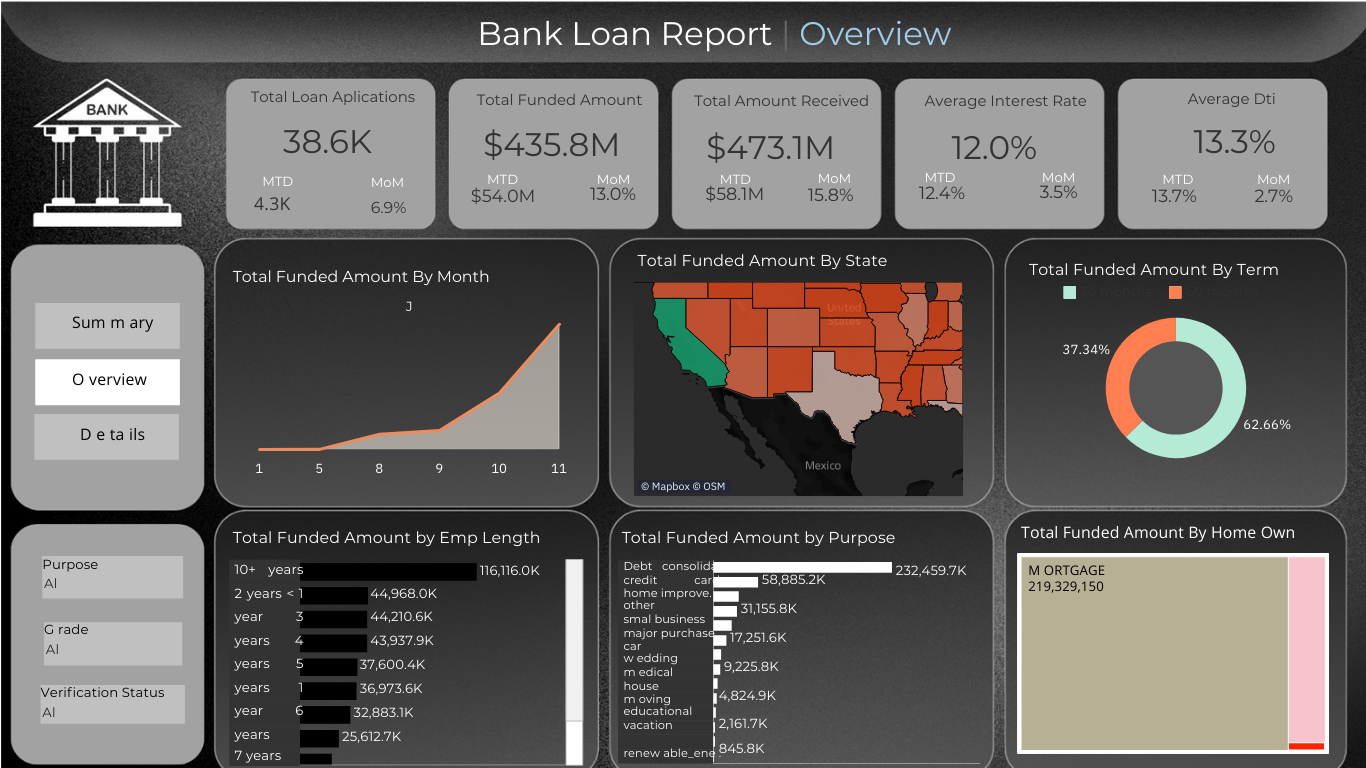 Bank Loan Report | Overview
BANK
Total Loan Aplications
38.6K
MTD
MoM
4.3K
6.9%
Total Funded Amount
$435.8M
MTD
MoM
$54.0M
13.0%
Total Amount Received
$473.1M
MTD
MoM
$58.1M
15.8%
Average Interest Rate
12.0%
MTD
MoM
12.4%
3.5%
Average Dti
13.3%
MTD
MoM
13.7%
2.7%
Sum m ary
O verview
D e ta ils
Purpose
Al
G rade
Al
Verification Status
Al
Total Funded Amount By Month
J
1 5 8 9 10 11
Total Funded Amount By State
United
States
Mexico
© Mapbox © OSM
Total Funded Amount By Term
36 months 60 months
37.34%
62.66%
Total Funded Amount by Emp Length
10+ years 116,116.0K
2 years < 1 44,968.0K
year 3 44,210.6K
years 4 43,937.9K
years 5 37,600.4K
years 1 36,973.6K
year 6 32,883.1K
years 25,612.7K
7 years
Total Funded Amount by Purpose
Debt consolida 232,459.7K
credit card 58,885.2K
home improve.
other 31,155.8K
smal business
major purchase 17,251.6K
car
w edding 9,225.8K
m edical
house
m oving 4,824.9K
educational
vacation 2,161.7K
renew able_ene 845.8K
Total Funded Amount By Home Own
M ORTGAGE
219,329,150